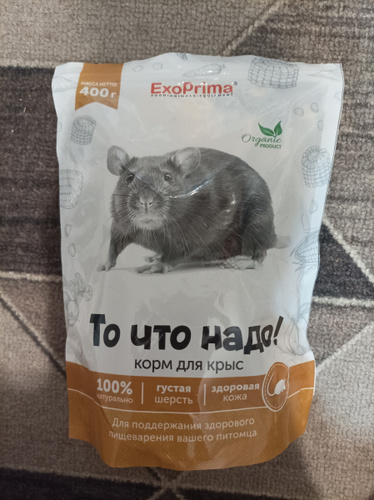 МАССА НЕТТО
400 г
ExoPrima®
Organic
PRODUCT
То что надо!
корм для крыс
100%
натурально
густая
шерсть
здоровая
кожа
Для поддержания здорового
пищеварения вашего питомца